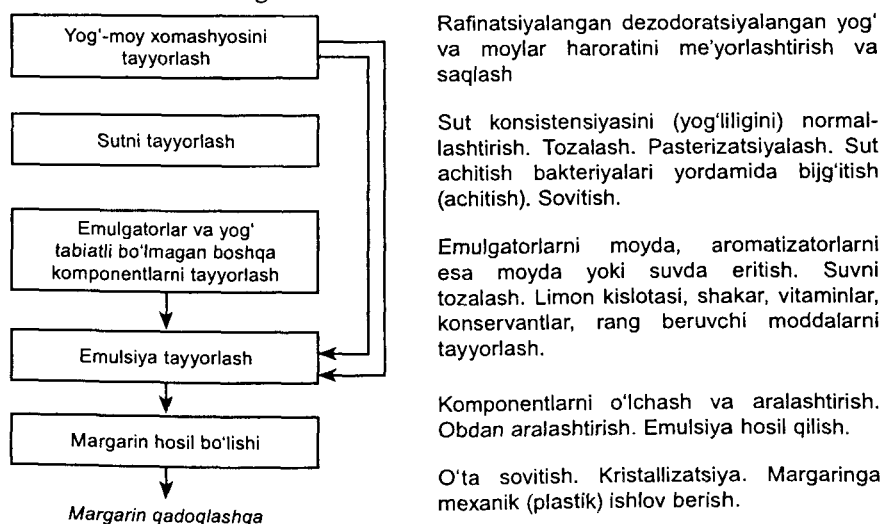 Yog‘-moy xomashyosini
tayyorlash
Rafinatsiyalangan dezodoratsiyalangan yog‘
va moylar haroratini me’yorlashtirish va
saqlash
Sutni tayyorlash
Sut konsistensiyasini (yog‘liligini) normal-
lashtirish. Tozalash. Pasterizatsiyalash. Sut
achitish bakteriyalari yordamida bijg‘itish
(achitish). Sovitish.
Emulgatorlar va yog‘
tabiatli bo‘lmagan boshqa
komponentlarni tayyorlash
Emulgatorlarni moyda, aromatizatorlarni
esa moyda yoki suvda eritish. Suvni
tozalash. Limon kislotasi, shakar, vitaminlar,
konservantlar, rang beruvchi moddalarni
tayyorlash.
Emulsiya tayyorlash
Komponentlarni o‘lchash va aralashtirish.
Obdan aralashtirish. Emulsiya hosil qilish.
Margarin hosil bo‘lishi
O‘ta sovitish. Kristallizatsiya. Margaringa
mexanik (plastik) ishlov berish.
Margarin qadoqlashga